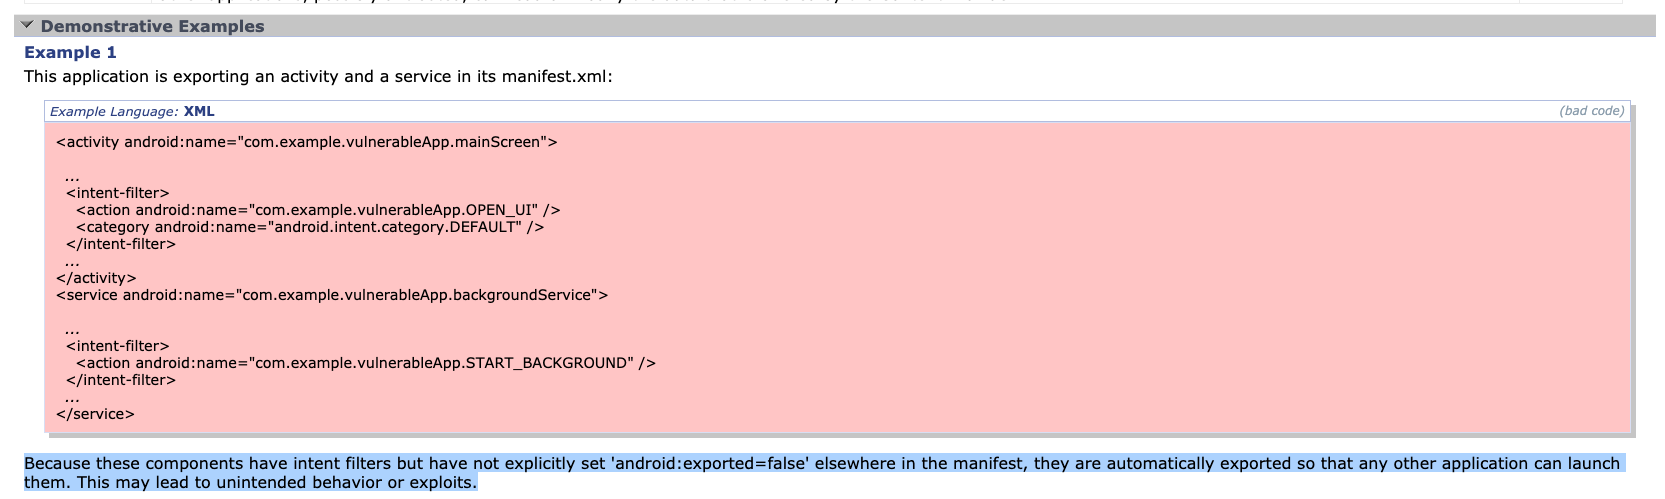 Demonstrative Examples
Example 1
This application is exporting an activity and a service in its manifest.xml:
Example Language: XML (bad code)
<activity android:name="com.example.vulnerableApp.mainScreen">
...
<intent-filter>
<action android:name="com.example.vulnerableApp.OPEN_UI" />
<category android:name="android.intent.category.DEFAULT" />
</intent-filter>
...
</activity>
<service android:name="com.example.vulnerableApp.backgroundService">
...
<intent-filter>
<action android:name="com.example.vulnerableApp.START_BACKGROUND" />
</intent-filter>
...
</service>
Because these components have intent filters but have not explicitly set 'android:exported=false' elsewhere in the manifest, they are automatically exported so that any other application can launch
them. This may lead to unintended behavior or exploits.